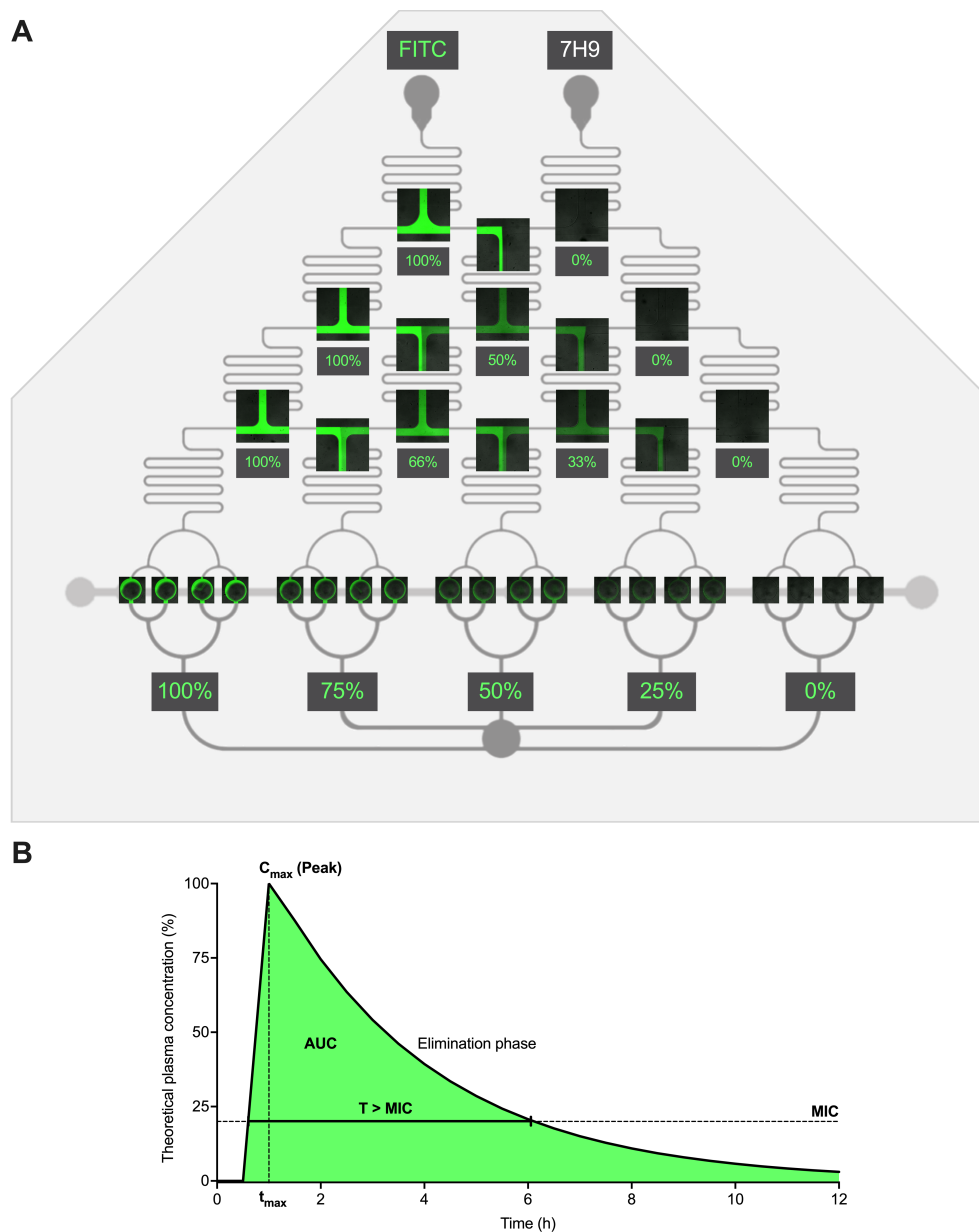 A
FITC 7H9
100% 0%
100% 50% 0%
100% 66% 33% 0%
100% 75% 50% 25% 0%
B
Cmax (Peak)
100
75
50
25
0
Theoretical plasma concentration (%)
AUC
Elimination phase
T > MIC
MIC
0 tmax 2 4 6 8 10 12
Time (h)